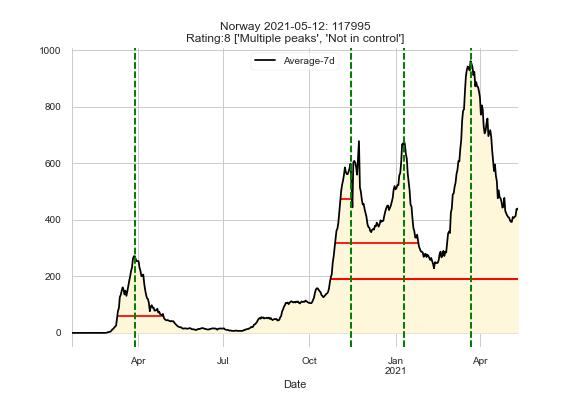 Norway 2021-05-12: 117995
Rating:8 ['Multiple peaks', 'Not in control']
Average-7d
1000
800
600
400
200
0
Apr Jul Oct Jan Apr
2021
Date